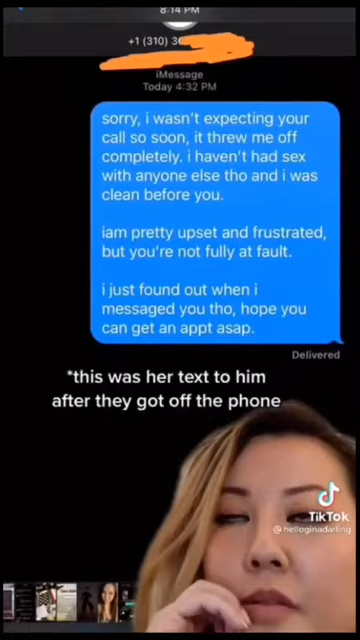 8:14 PM
+1 (310) 3
iMessage
Today 4:32 PM
sorry, i wasn't expecting your
call so soon, it threw me off
completely. i haven't had sex
with anyone else tho and i was
clean before you.
iam pretty upset and frustrated,
but you're not fully at fault.
i just found out when i
messaged you tho, hope you
can get an appt asap.
Delivered
*this was her text to him
after they got off the phone
TikTok
@helloginadarling